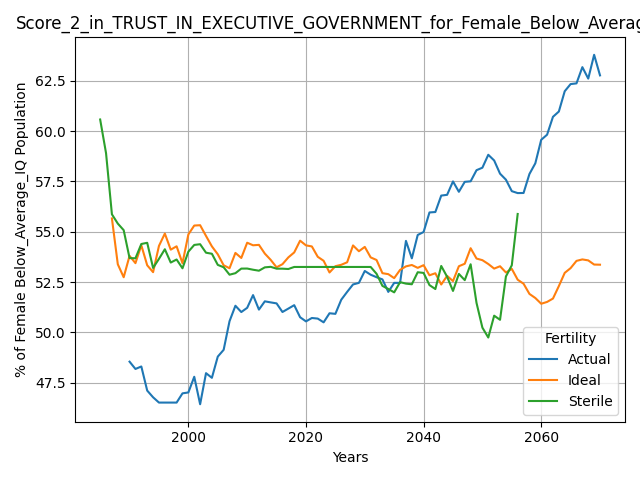 Score_2_in_TRUST_IN_EXECUTIVE_GOVERNMENT_for_Female_Below_Averag
% of Female Below_Average_IQ Population
62.5
60.0
57.5
55.0
52.5
50.0
47.5
2000
2020
2040
2060
Years
Fertility
Actual
Ideal
Sterile